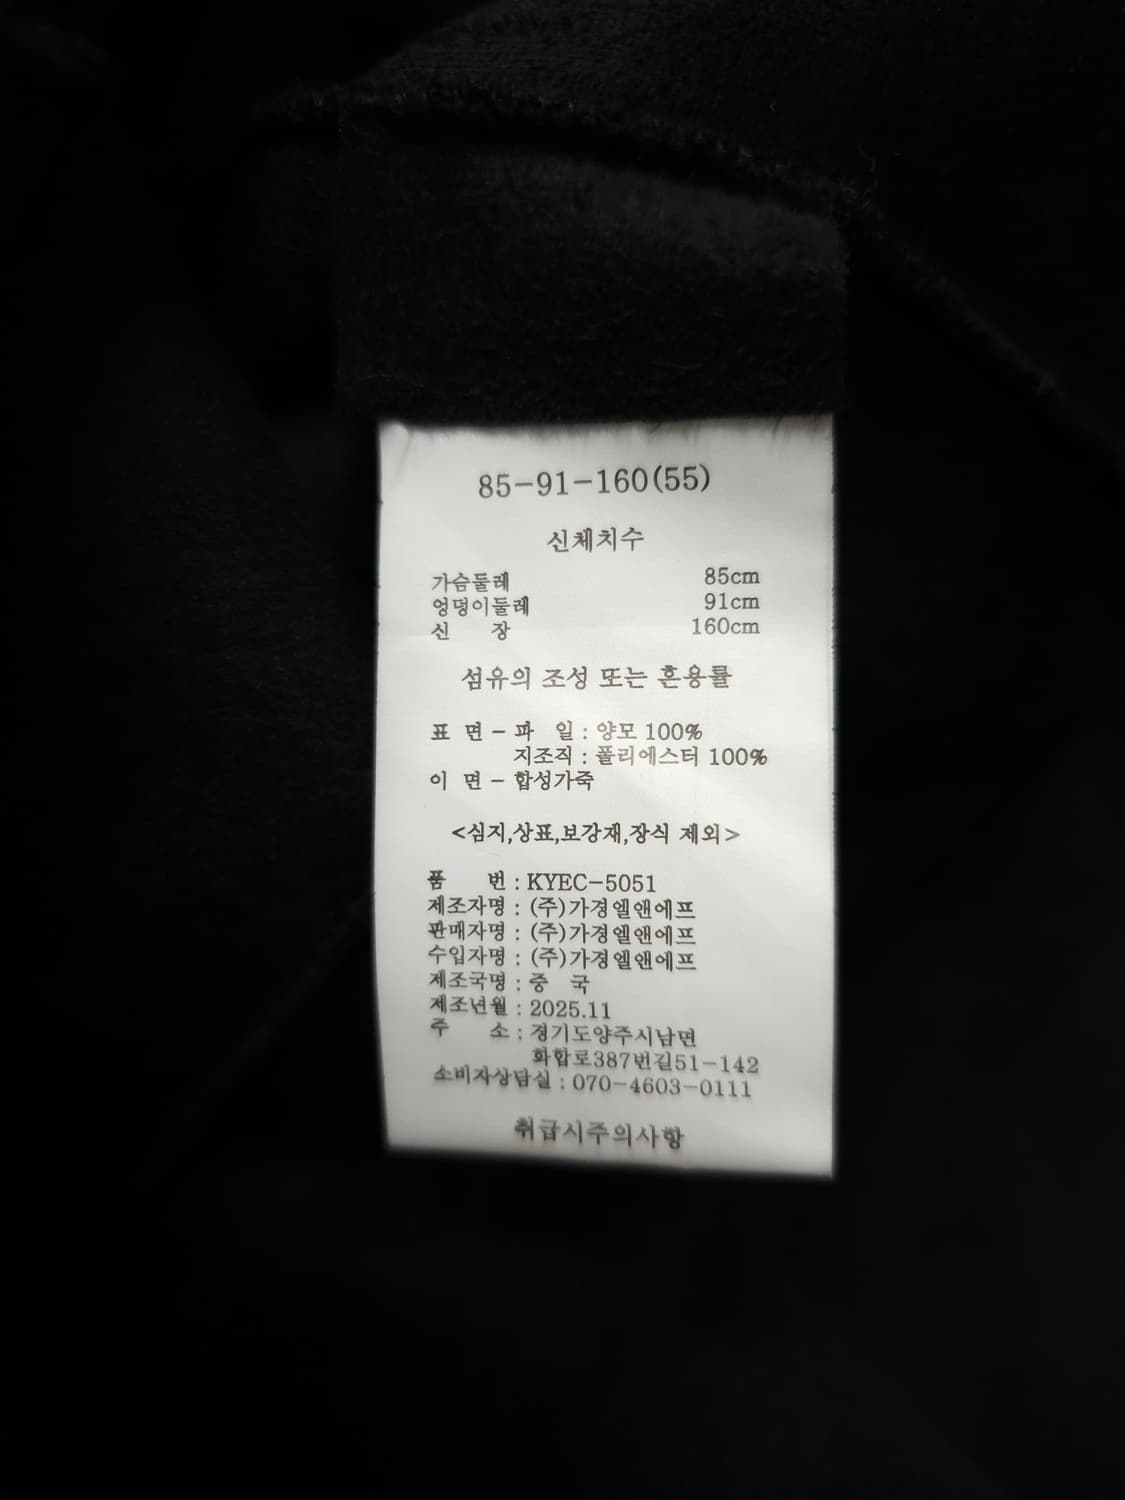 85-91-160(55)
신체치수
가슴둘레 85cm
엉덩이둘레 91cm
신 장 160cm
섬유의 조성 또는 혼용률
표 면 - 파 일 : 양모 100%
지조직 : 폴리에스터 100%
이 면 - 합성가죽
<심지,상표,보강재,장식 제외>
품 번 : KYEC-5051
제조자명 : (주)가경엘앤에프
판매자명 : (주)가경엘앤에프
수입자명 : (주)가경엘앤에프
제조국명 : 중 국
제조년월 : 2025.11
주 소 : 경기도양주시남면
화합로387번길51-142
소비자상담실 : 070-4603-0111
취급시주의사항